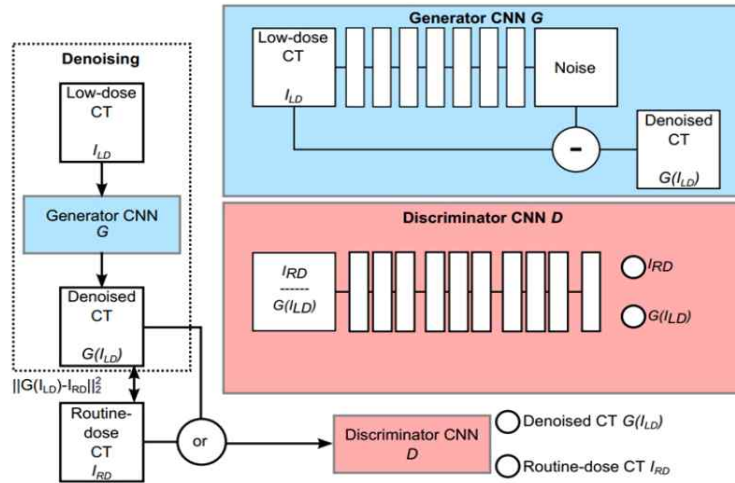 Denoising
Low-dose
CT
I_LD
Generator CNN
G
Denoised
CT
G(I_LD)
||G(I_LD)-I_RD||²₂
Routine-
dose
CT
I_RD
or
Generator CNN G
Low-dose
CT
I_LD
Noise
-
Denoised
CT
G(I_LD)
Discriminator CNN D
I_RD
------
G(I_LD)
I_RD
G(I_LD)
Discriminator CNN
D
Denoised CT G(I_LD)
Routine-dose CT I_RD